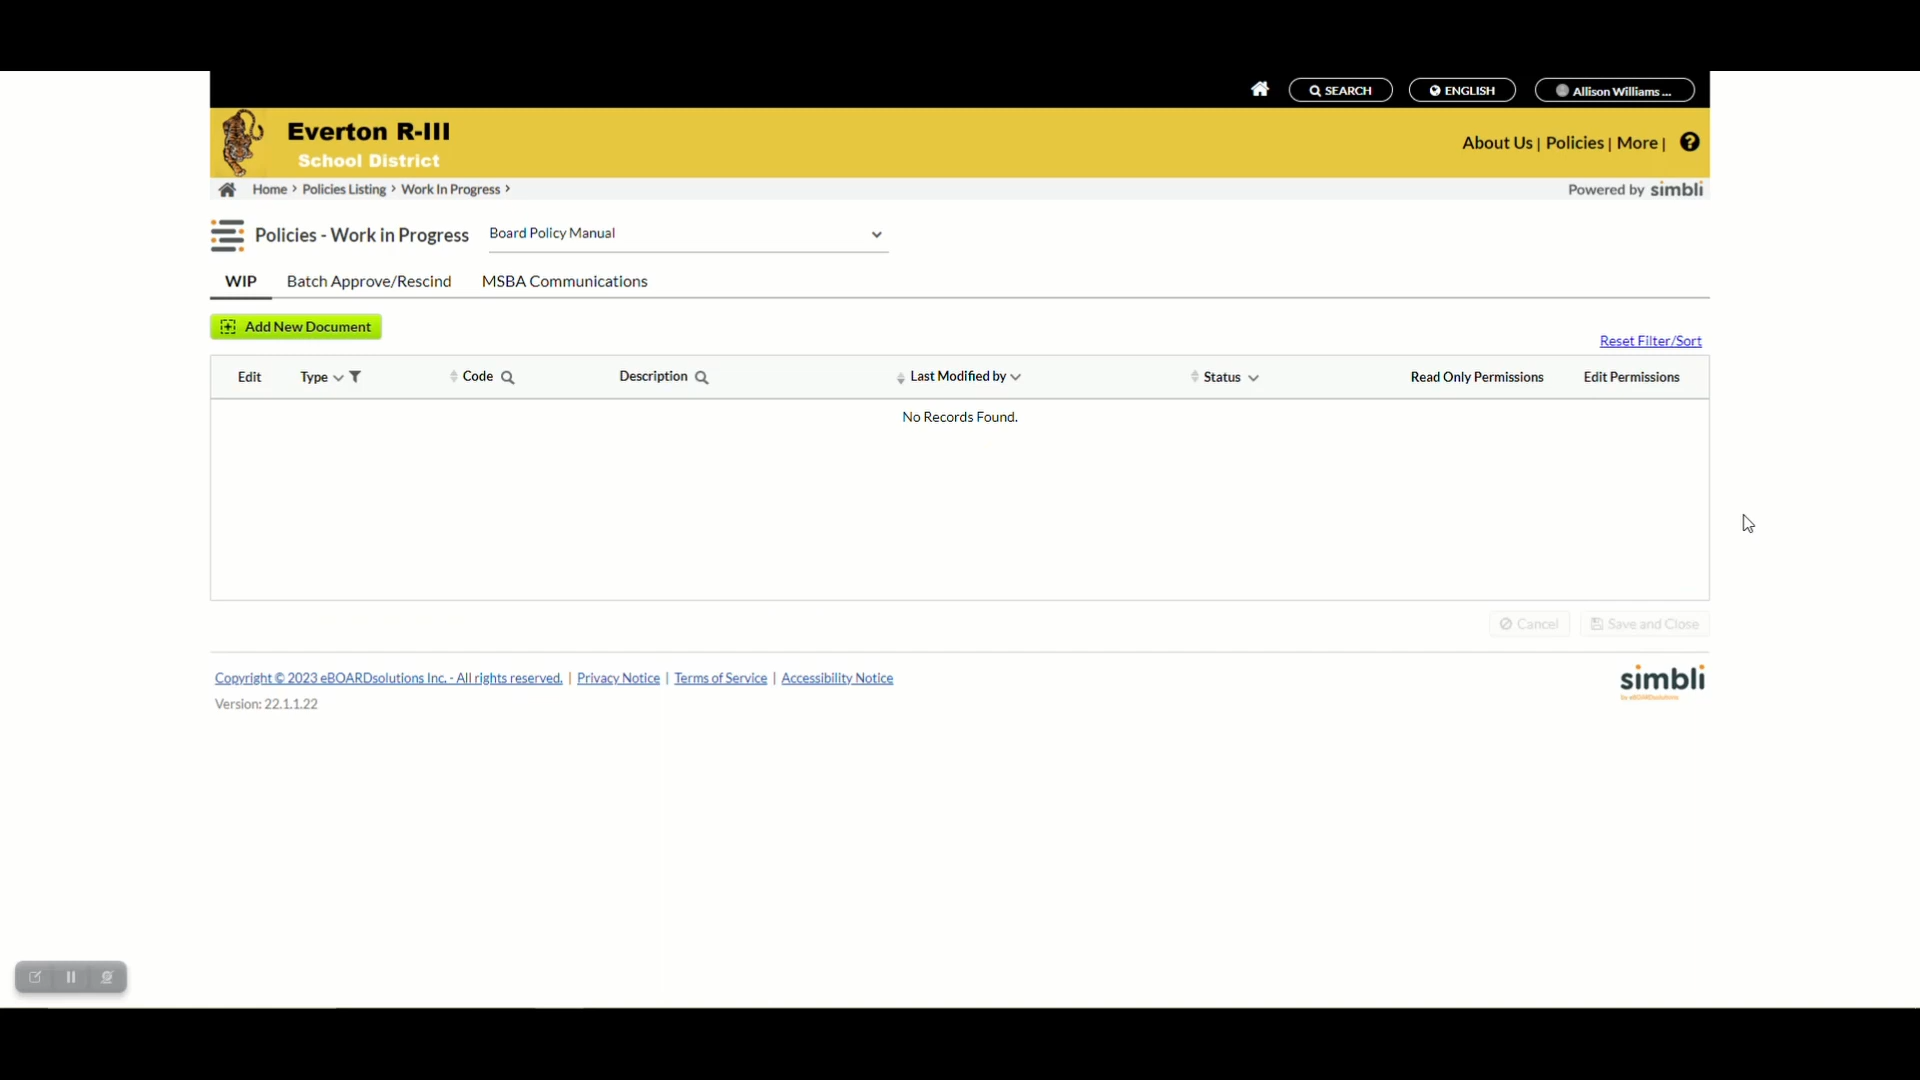 SEARCH
ENGLISH
Allison Williams ...
Everton R-III
School District
About Us | Policies | More |
Home > Policies Listing > Work In Progress >
Powered by simbli
Policies - Work in Progress
Board Policy Manual
WIP
Batch Approve/Rescind
MSBA Communications
Add New Document
Reset Filter/Sort
Edit
Type
Code
Description
Last Modified by
Status
Read Only Permissions
Edit Permissions
No Records Found.
Cancel
Save and Close
Copyright © 2023 eBOARDsolutions Inc. - All rights reserved. | Privacy Notice | Terms of Service | Accessibility Notice
simbli
by eBOARDsolutions
Version: 22.1.1.22